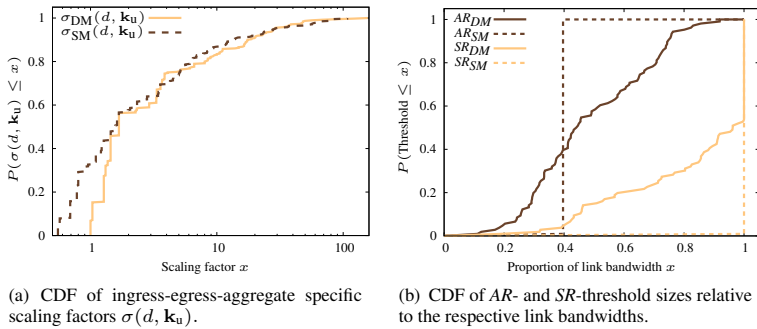 σDM(d, ku)
σSM(d, ku)
P(σ(d, ku) ≤ x)
1
0.8
0.6
0.4
0.2
0
1
10
100
Scaling factor x
(a) CDF of ingress-egress-aggregate specific
scaling factors σ(d, ku).
ARDM
ARSM
SRDM
SRSM
P(Threshold ≤ x)
1
0.8
0.6
0.4
0.2
0
0
0.2
0.4
0.6
0.8
1
Proportion of link bandwidth x
(b) CDF of AR- and SR-threshold sizes relative
to the respective link bandwidths.